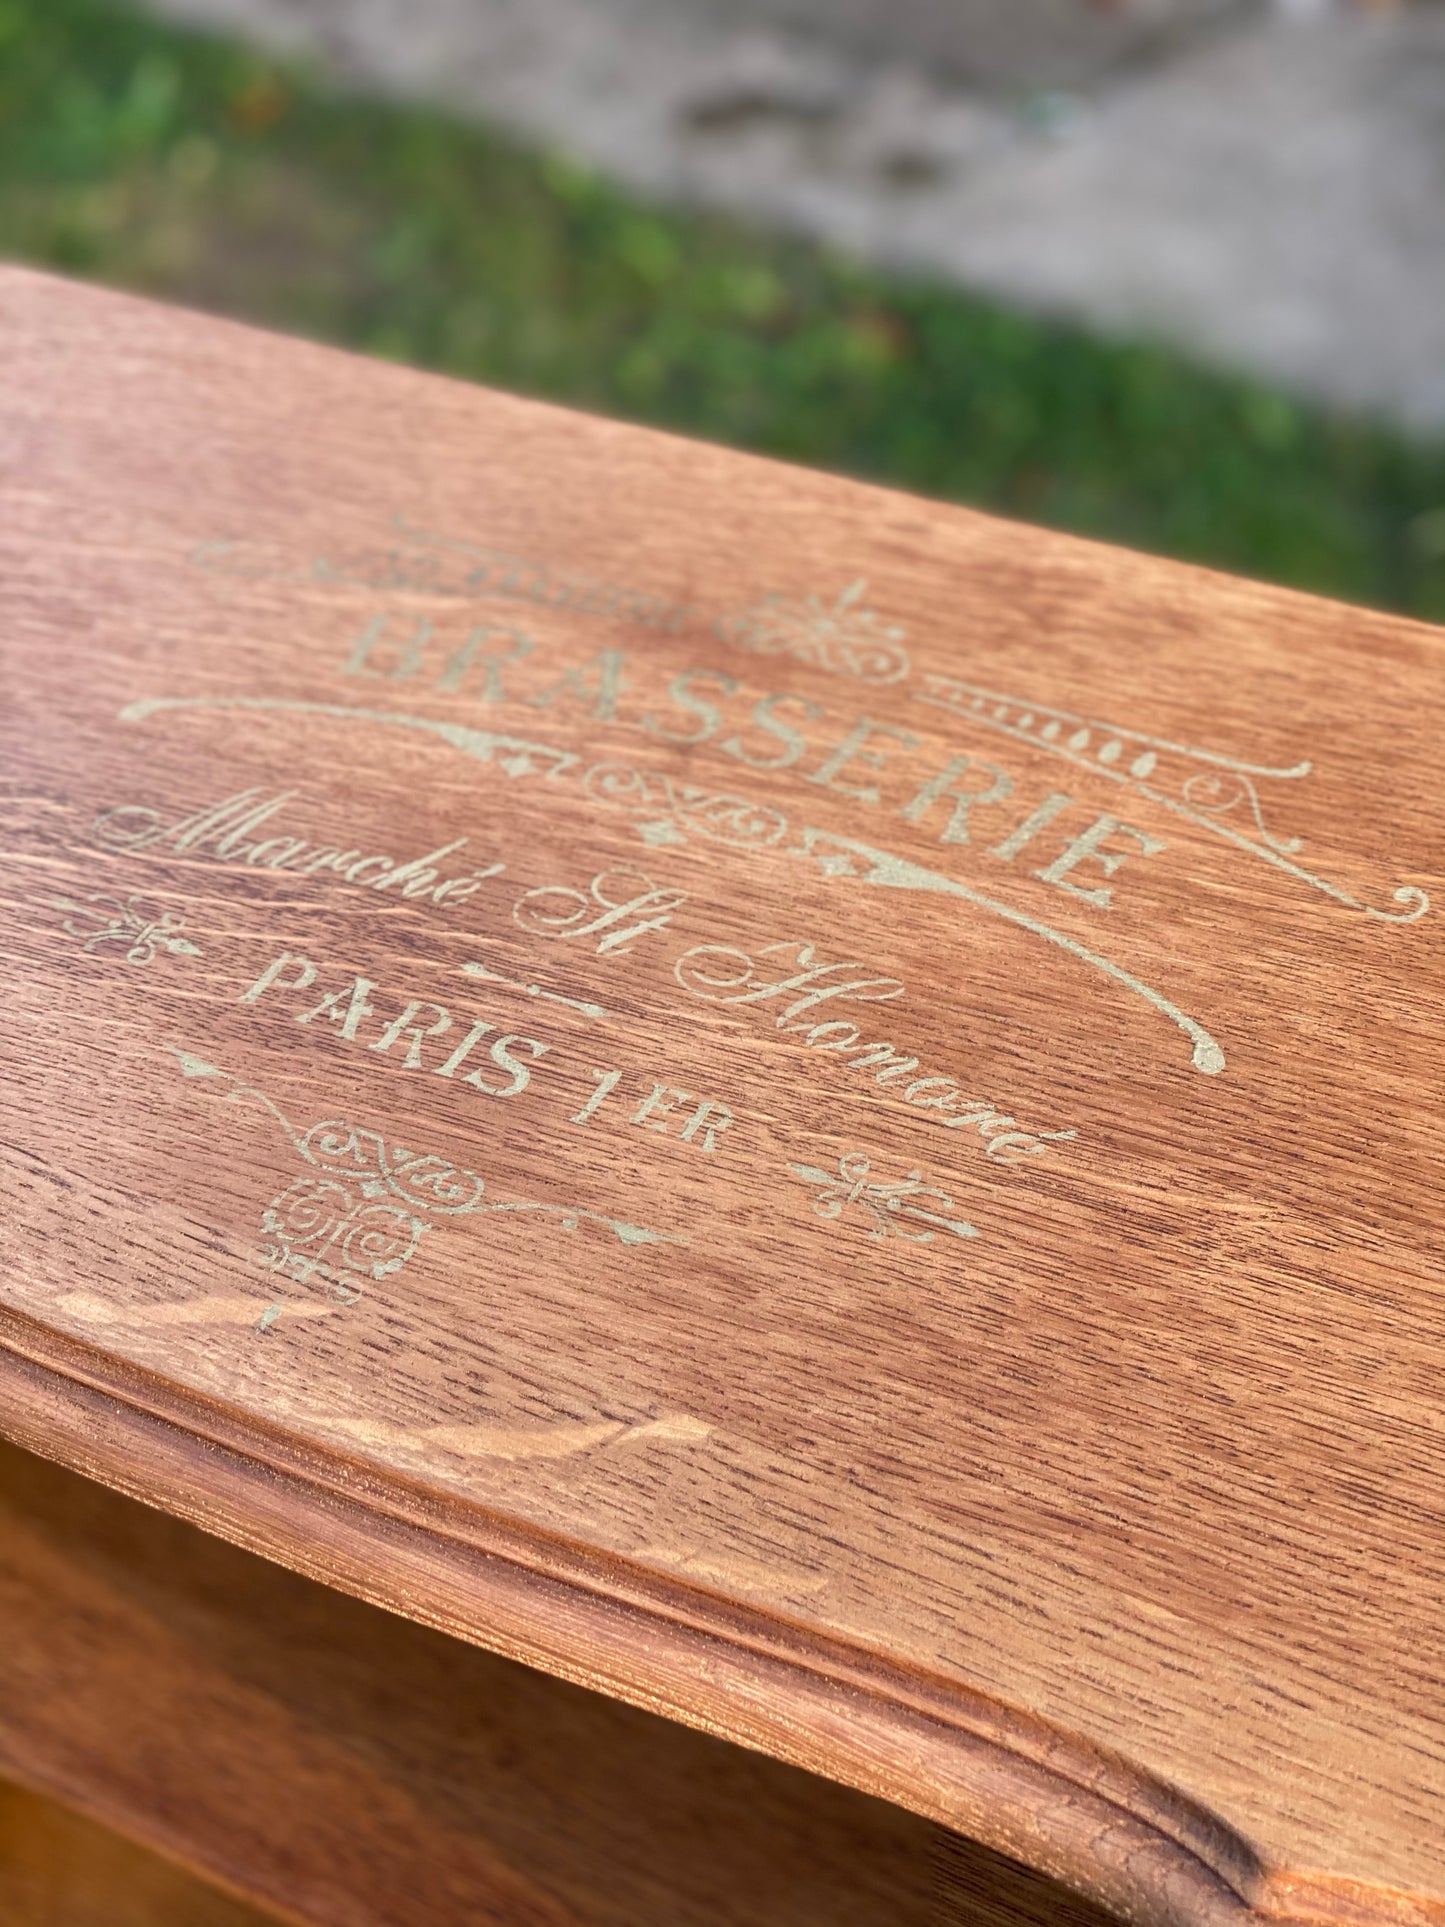 BRASSERIE
Marché St Honoré
PARIS 1ER